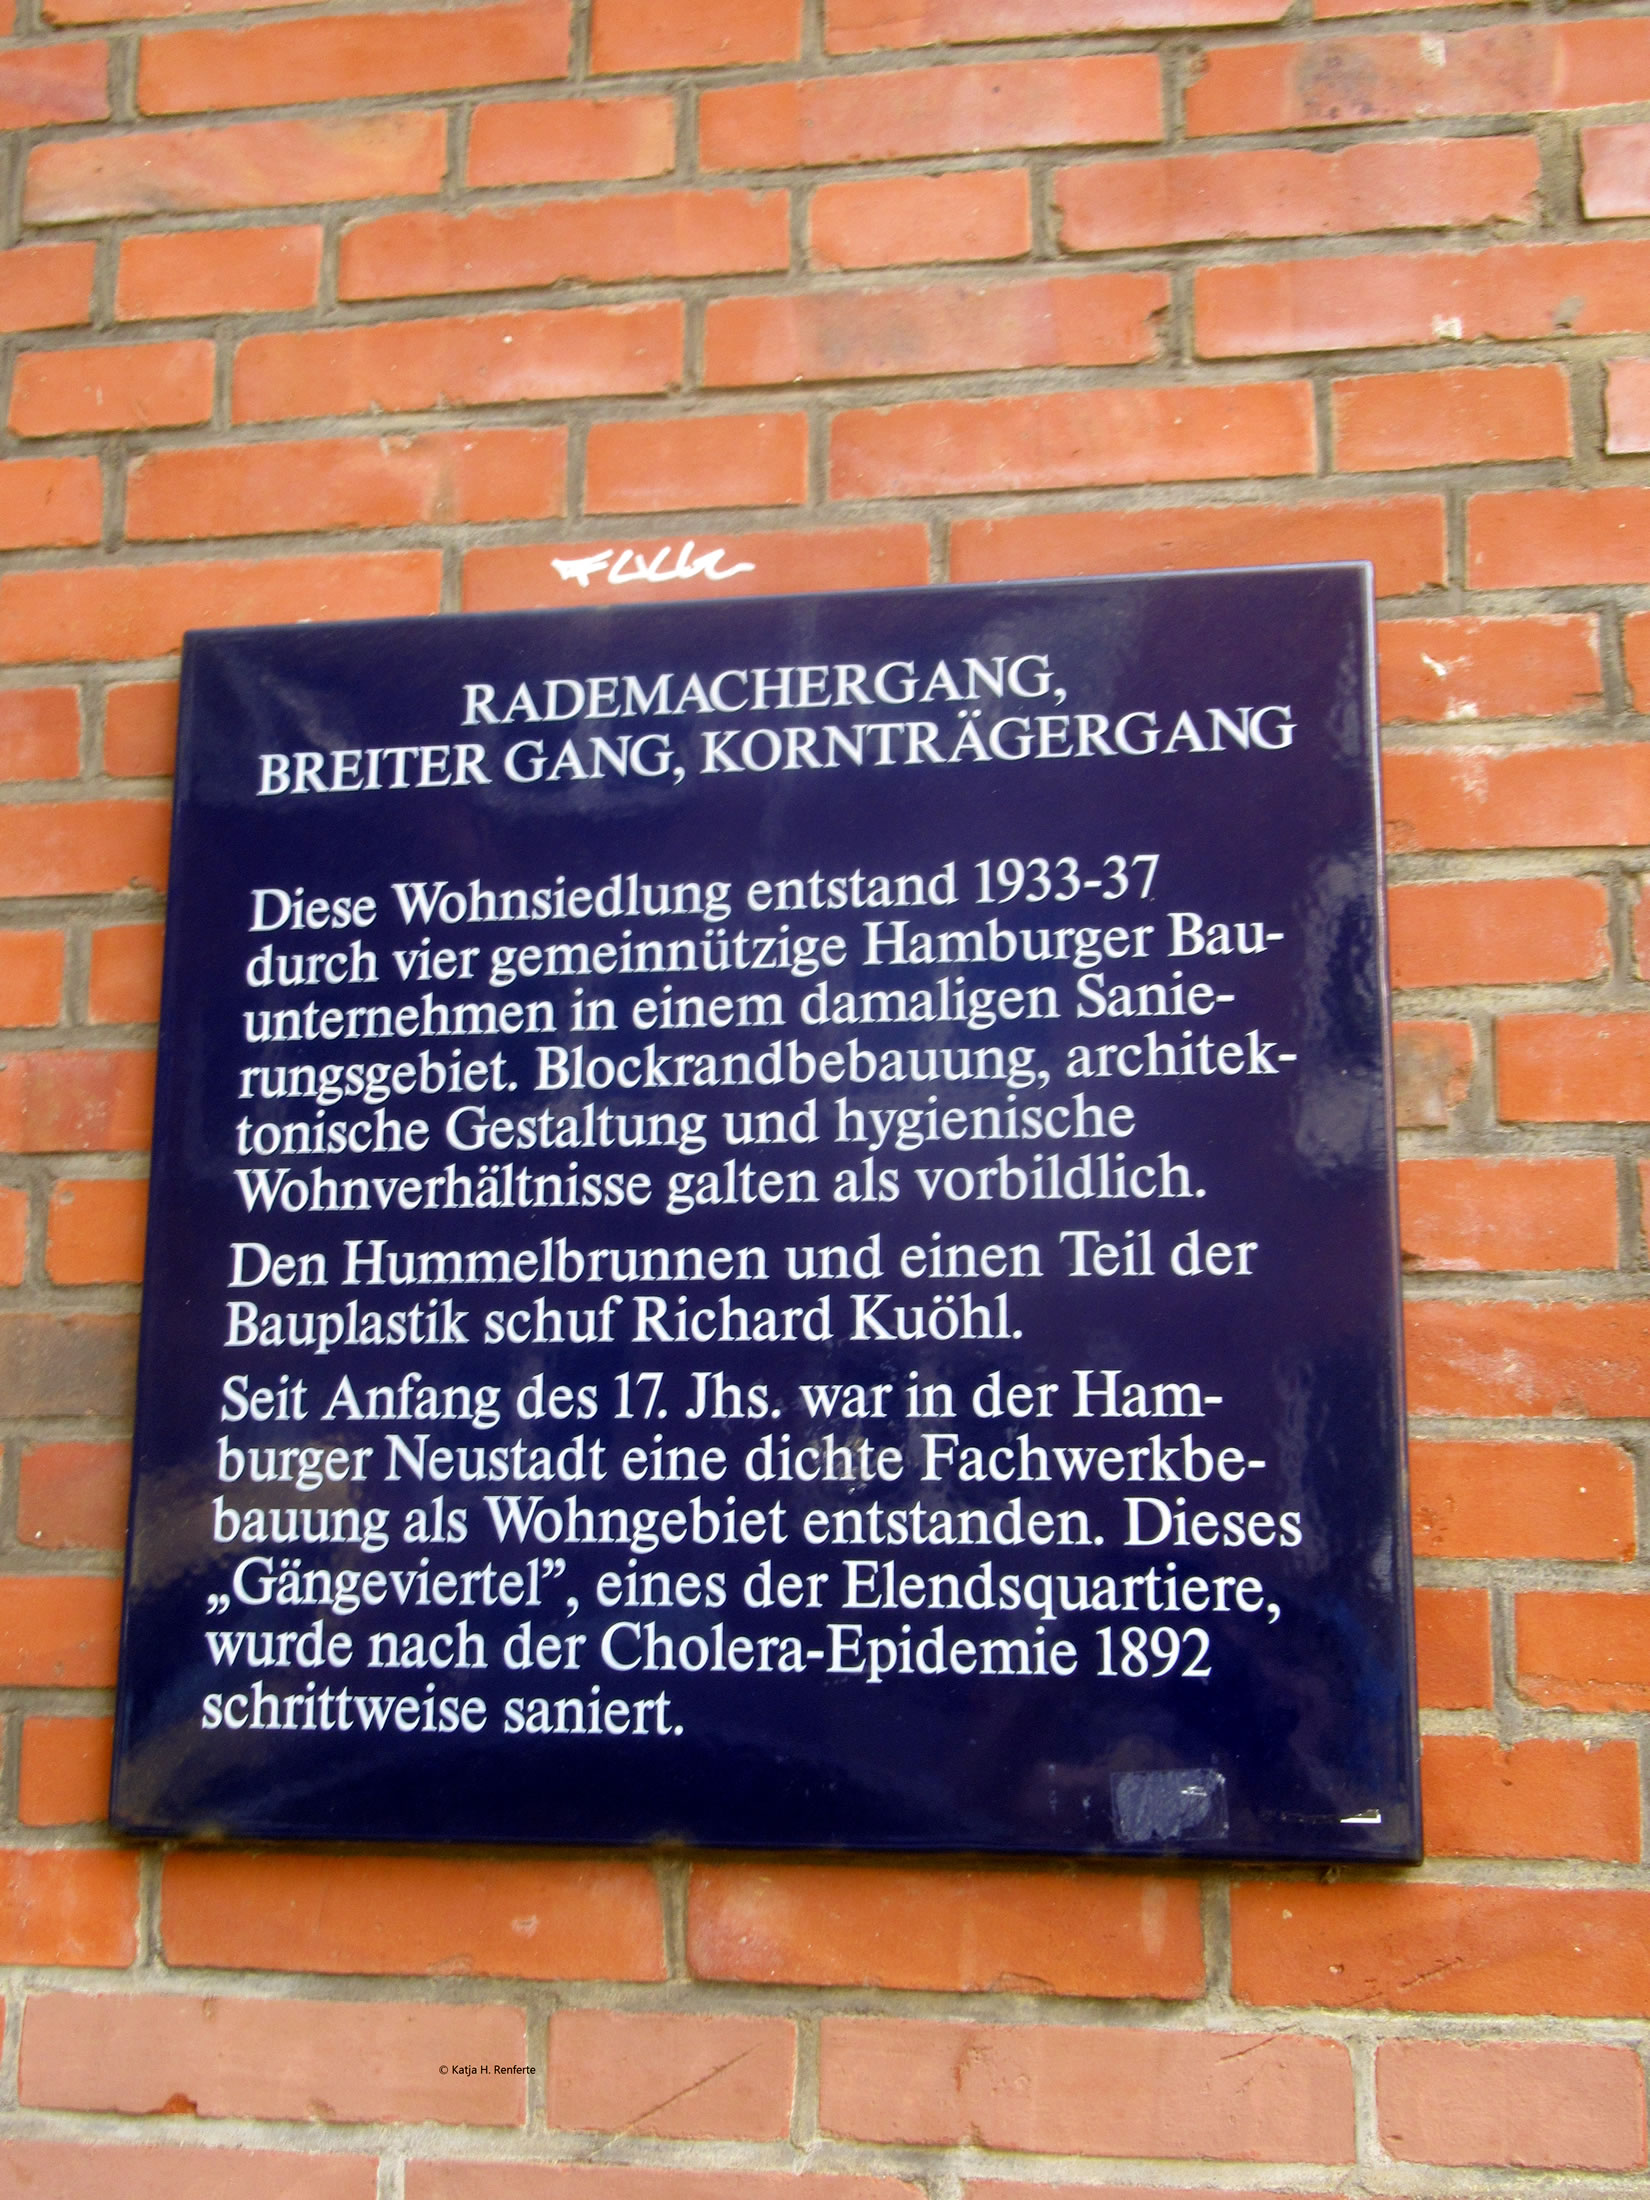 RADEMACHERGANG,
BREITER GANG, KORNTRÄGERGANG
Diese Wohnsiedlung entstand 1933-37
durch vier gemeinnützige Hamburger Bau-
unternehmen in einem damaligen Sanie-
rungsgebiet. Blockrandbebauung, architek-
tonische Gestaltung und hygienische
Wohnverhältnisse galten als vorbildlich.
Den Hummelbrunnen und einen Teil der
Bauplastik schuf Richard Kuöhl.
Seit Anfang des 17. Jhs. war in der Ham-
burger Neustadt eine dichte Fachwerkbe-
bauung als Wohngebiet entstanden. Dieses
„Gängeviertel”, eines der Elendsquartiere,
wurde nach der Cholera-Epidemie 1892
schrittweise saniert.
© Katja H. Renferte